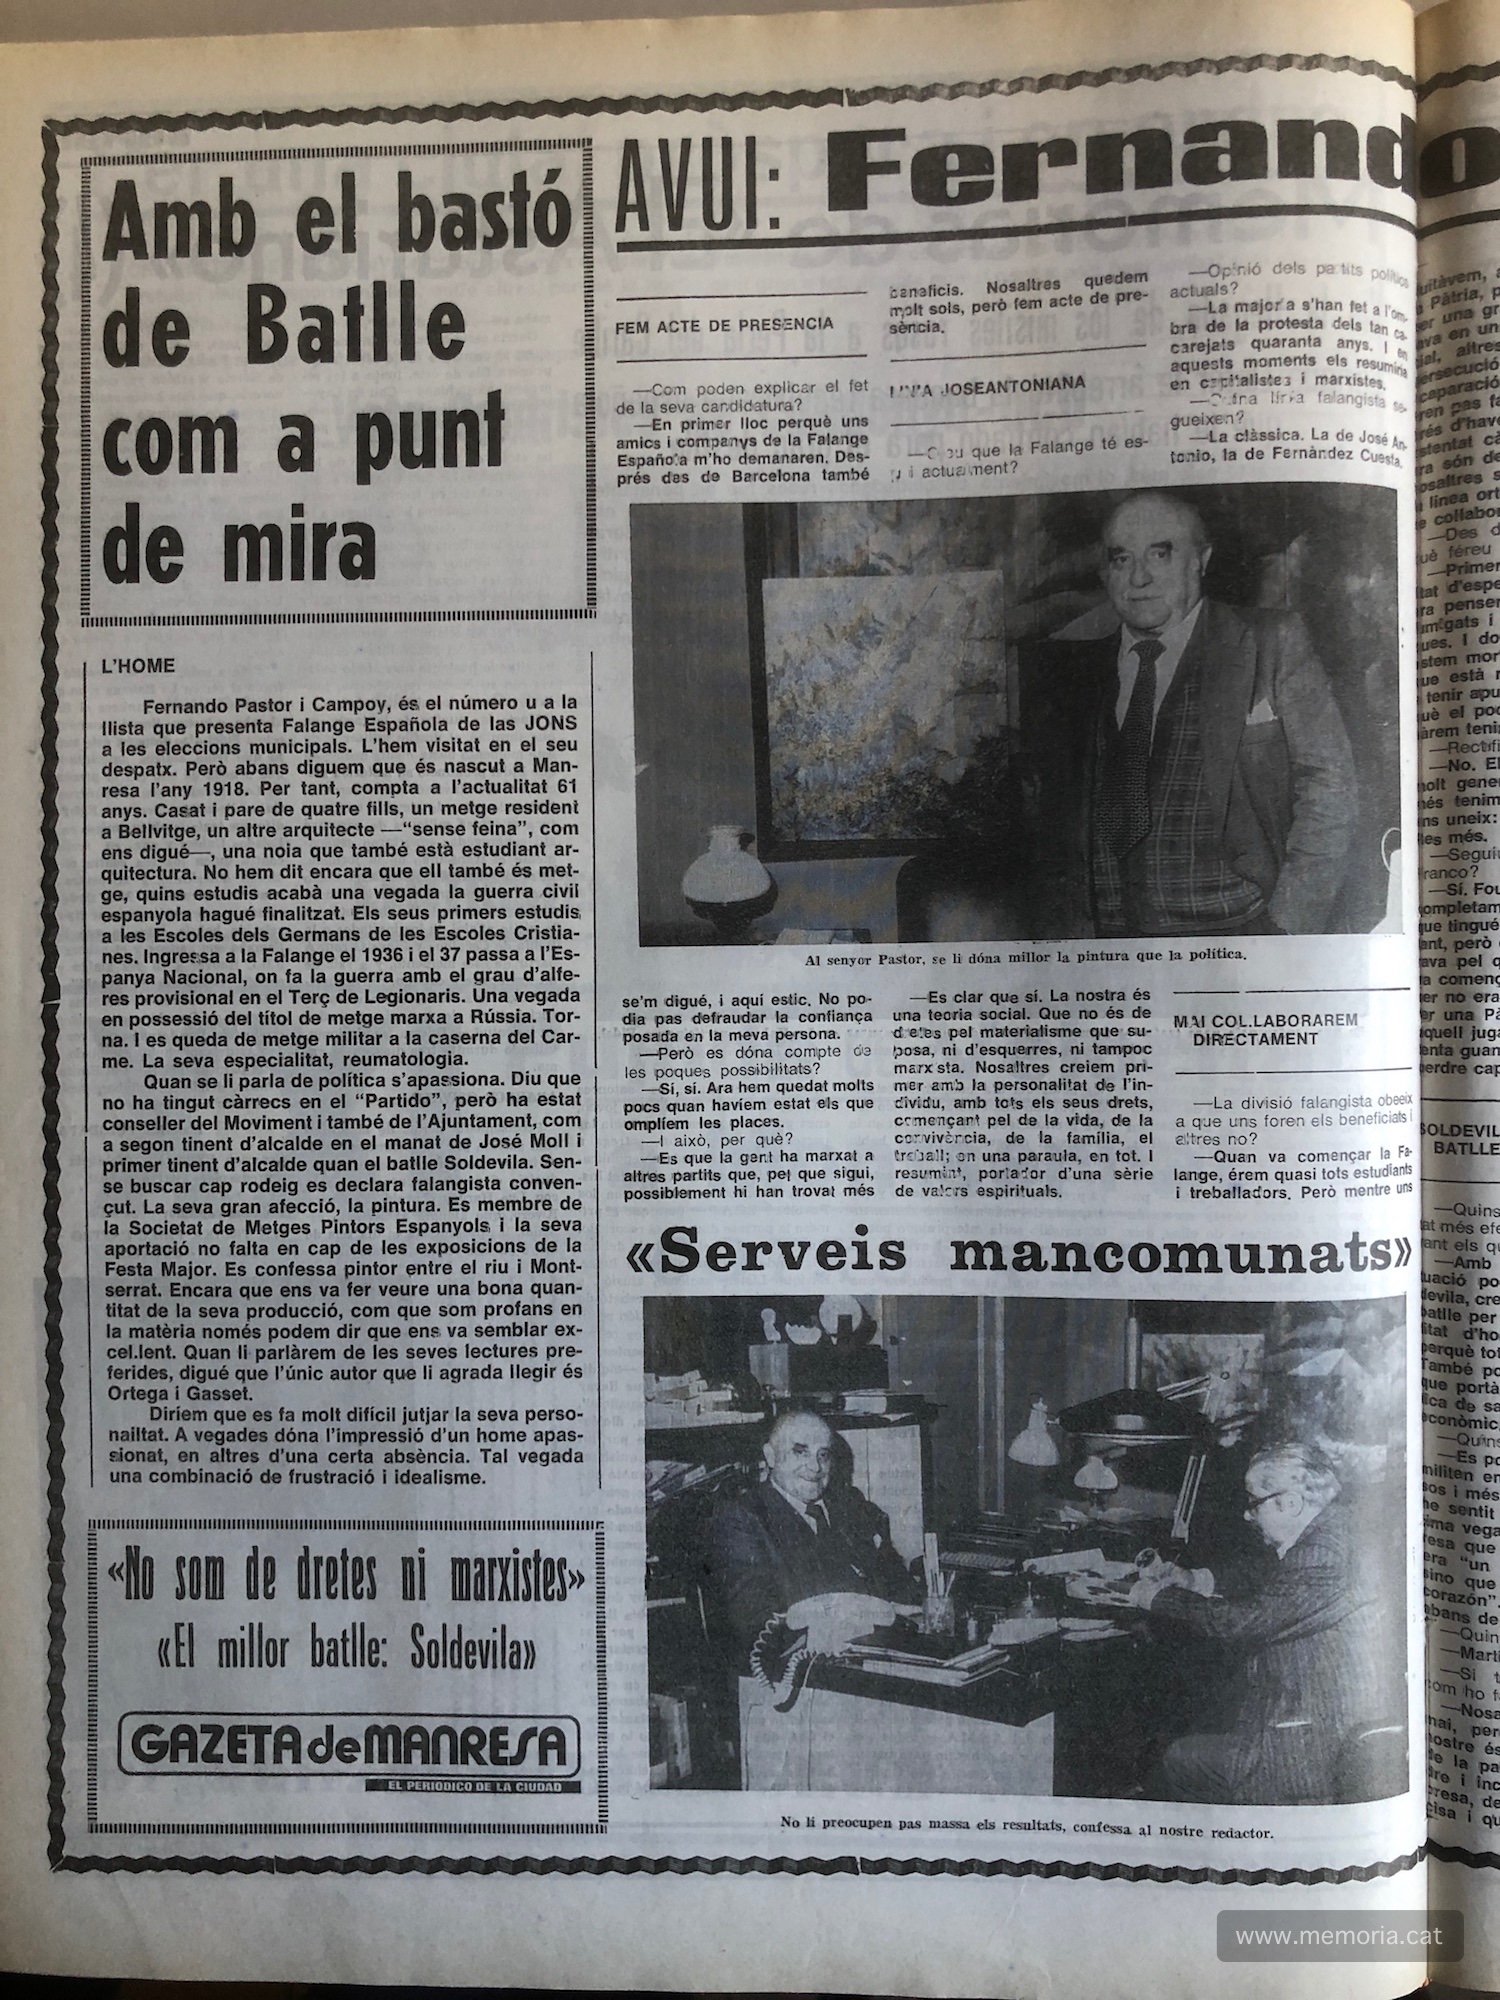 Amb el bastó
de Batlle
com a punt
de mira
L'HOME
Fernando Pastor i Campoy, és el número u a la
llista que presenta Falange Española de las JONS
a les eleccions municipals. L'hem visitat en el seu
despatx. Però abans diguem que és nascut a Man-
resa l'any 1918. Per tant, compta a l'actualitat 61
anys. Casat i pare de quatre fills, un metge resident
a Bellvitge, un altre arquitecte —“sense feina”, com
ens digué—, una noia que també està estudiant ar-
quitectura. No hem dit encara que ell també és met-
ge, quins estudis acabà una vegada la guerra civil
espanyola hagué finalitzat. Els seus primers estudis
a les Escoles dels Germans de les Escoles Cristia-
nes. Ingressa a la Falange el 1936 i el 37 passa a l'Es-
panya Nacional, on fa la guerra amb el grau d'alfe-
res provisional en el Terç de Legionaris. Una vegada
en possessió del títol de metge marxa a Rússia. Tor-
na. I es queda de metge militar a la caserna del Car-
me. La seva especialitat, reumatologia.
Quan se li parla de política s'apassiona. Diu que
no ha tingut càrrecs en el “Partido”, però ha estat
conseller del Moviment i també de l'Ajuntament, com
a segon tinent d'alcalde en el manat de José Moll i
primer tinent d'alcalde quan el batlle Soldevila. Sen-
se buscar cap rodeig es declara falangista conven-
çut. La seva gran afecció, la pintura. Es membre de
la Societat de Metges Pintors Espanyols i la seva
aportació no falta en cap de les exposicions de la
Festa Major. Es confessa pintor entre el riu i Mont-
serrat. Encara que ens va fer veure una bona quan-
titat de la seva producció, com que som profans en
la matèria només podem dir que ens va semblar ex-
cel.lent. Quan li parlàrem de les seves lectures pre-
ferides, digué que l'únic autor que li agrada llegir és
Ortega i Gasset.
Diríem que es fa molt difícil jutjar la seva perso-
nailtat. A vegades dóna l'impressió d'un home apas-
sionat, en altres d'una certa absència. Tal vegada
una combinació de frustració i idealisme.
«No som de dretes ni marxistes»
«El millor batlle: Soldevila»
GAZETA de MANRESA
EL PERIODICO DE LA CIUDAD
AVUI: Fernando
FEM ACTE DE PRESENCIA
—Com poden explicar el fet
de la seva candidatura?
—En primer lloc perquè uns
amics i companys de la Falange
Española m'ho demanaren. Des-
prés des de Barcelona també
beneficis. Nosaltres quedem
molt sols, però fem acte de pre-
sència.
JOSEANTONIANA
que la Falange té es-
actualment?
—Opinió dels partits polítics
actuals?
—La majoria s'han fet a l'om-
bra de la protesta dels tan ca-
carejats quaranta anys. I en
aquests moments els resumiria
en capitalistes i marxistes.
—Quina línia falangista se-
gueixen?
—La clàssica. La de José An-
tonio, la de Fernàndez Cuesta.
Al senyor Pastor, se li dóna millor la pintura que la política.
se'm digué, i aquí estic. No po-
dia pas defraudar la confiança
posada en la meva persona.
—Però es dóna compte de
les poques possibilitats?
—Sí, sí. Ara hem quedat molts
pocs quan havíem estat els que
omplíem les places.
—I això, per què?
—Es que la gent ha marxat a
altres partits que, pel que sigui,
possiblement hi han trovat més
—Es clar que sí. La nostra és
una teoria social. Que no és de
dretes pel materialisme que su-
posa, ni d'esquerres, ni tampoc
marxista. Nosaltres creiem pri-
mer amb la personalitat de l'in-
dividu, amb tots els seus drets,
començant pel de la vida, de la
convivència, de la família, el
treball; en una paraula, en tot. I
resumint, portador d'una sèrie
de valors espirituals.
MAI COL.LABORAREM
DIRECTAMENT
—La divisió falangista obeeix
a que uns foren els beneficiats i
altres no?
—Quan va començar la Fa-
lange, érem quasi tots estudiants
i treballadors. Però mentre uns
«Serveis mancomunats»
No li preocupen pas massa els resultats, confessa al nostre redactor.
www.memoria.cat